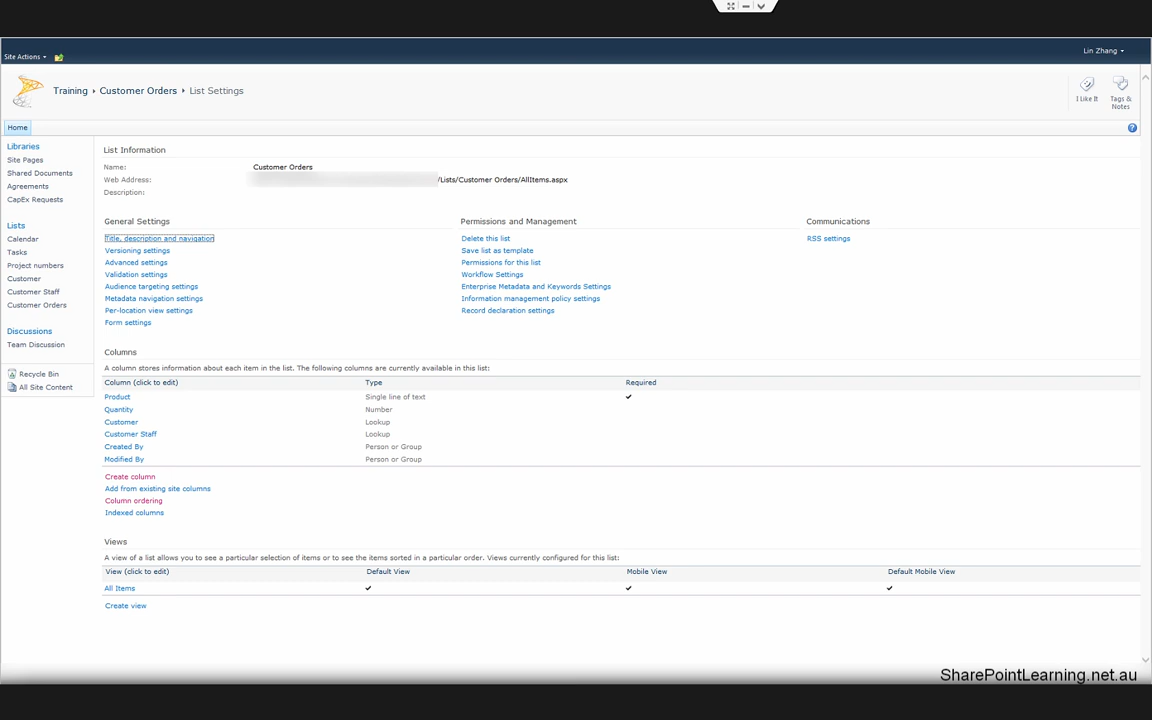 Lin Zhang
Site Actions
Training Customer Orders List Settings
I Like It
Tags & Notes
Home
Libraries
Site Pages
Shared Documents
Agreements
CapEx Requests
Lists
Calendar
Tasks
Project numbers
Customer
Customer Staff
Customer Orders
Discussions
Team Discussion
Recycle Bin
All Site Content
List Information
Name: Customer Orders
Web Address: /Lists/Customer Orders/AllItems.aspx
Description:
General Settings
Title, description and navigation
Versioning settings
Advanced settings
Validation settings
Audience targeting settings
Metadata navigation settings
Per-location view settings
Form settings
Permissions and Management
Delete this list
Save list as template
Permissions for this list
Workflow Settings
Enterprise Metadata and Keywords Settings
Information management policy settings
Record declaration settings
Communications
RSS settings
Columns
A column stores information about each item in the list. The following columns are currently available in this list:
Column (click to edit) Type Required
Product Single line of text
Quantity Number
Customer Lookup
Customer Staff Lookup
Created By Person or Group
Modified By Person or Group
Create column
Add from existing site columns
Column ordering
Indexed columns
Views
A view of a list allows you to see a particular selection of items or to see the items sorted in a particular order. Views currently configured for this list:
View (click to edit) Default View Mobile View Default Mobile View
All Items
Create view
SharePointLearning.net.au